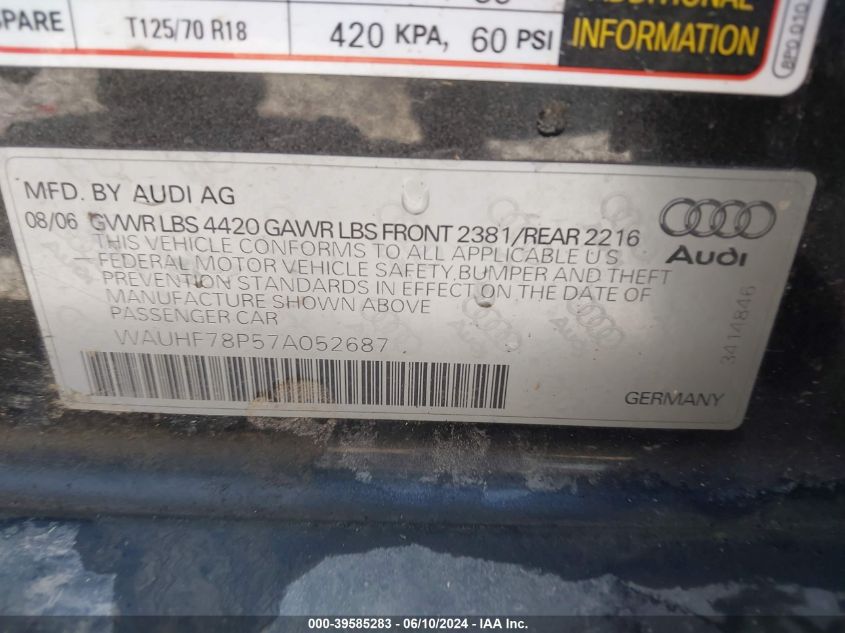 SPARE T125/70 R18 420 KPA, 60 PSI INFORMATION
MFD. BY AUDI AG
08/06 GVWR LBS 4420 GAWR LBS FRONT 2381/REAR 2216
THIS VEHICLE CONFORMS TO ALL APPLICABLE U S
FEDERAL MOTOR VEHICLE SAFETY, BUMPER AND THEFT
PREVENTION STANDARDS IN EFFECT ON THE DATE OF
MANUFACTURE SHOWN ABOVE
PASSENGER CAR
WAUHF78P57A052687
Audi
3414846
GERMANY
000-39585283 - 06/10/2024 - IAA Inc.